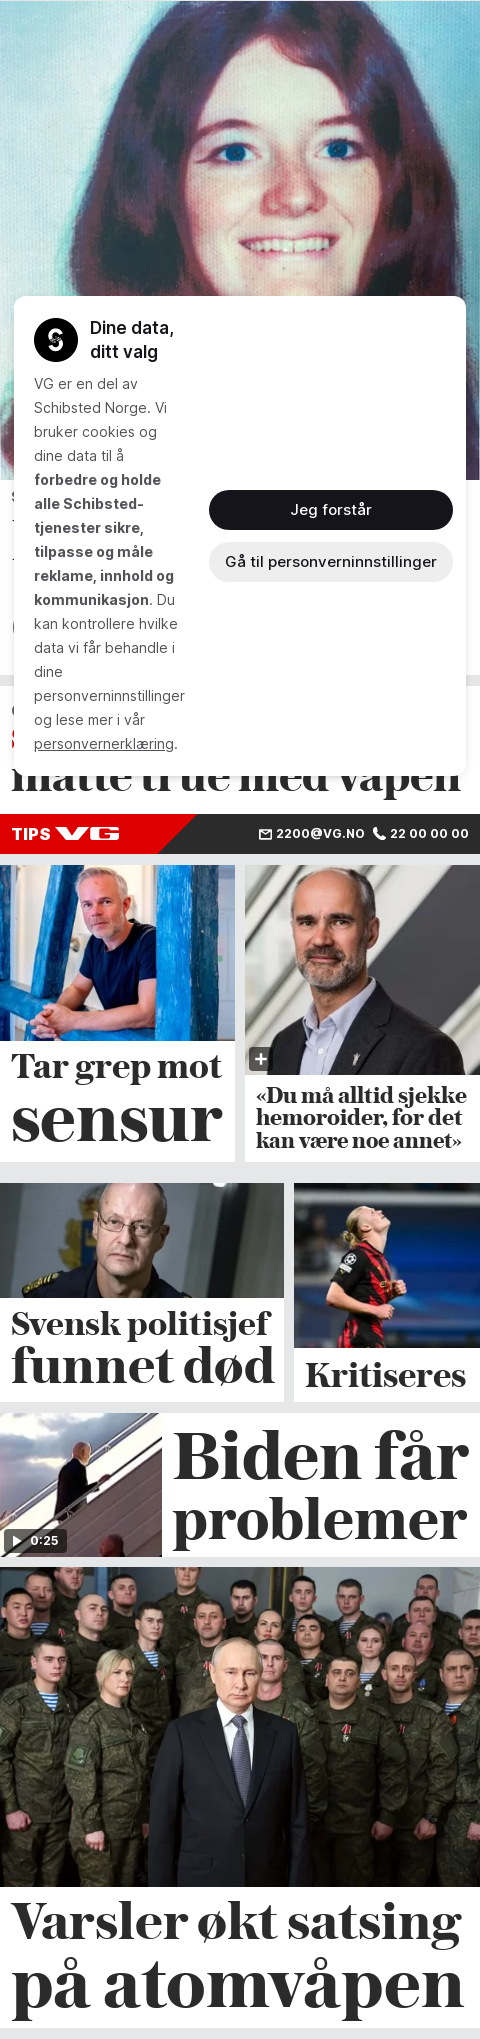 Dine data,
ditt valg
VG er en del av
Schibsted Norge. Vi
bruker cookies og
dine data til å
forbedre og holde
alle Schibsted-
tjenester sikre,
tilpasse og måle
reklame, innhold og
kommunikasjon. Du
kan kontrollere hvilke
data vi får behandle i
dine
personverninnstillinger
og lese mer i vår
personvernerklæring.
Jeg forstår
Gå til personverninnstillinger
måtte true med våpen
TIPS VG 2200@VG.NO 22 00 00 00
Tar grep mot
sensur
«Du må alltid sjekke
hemoroider, for det
kan være noe annet»
Svensk politisjef
funnet død
Kritiseres
0:25
Biden får
problemer
Varsler økt satsing
på atomvåpen